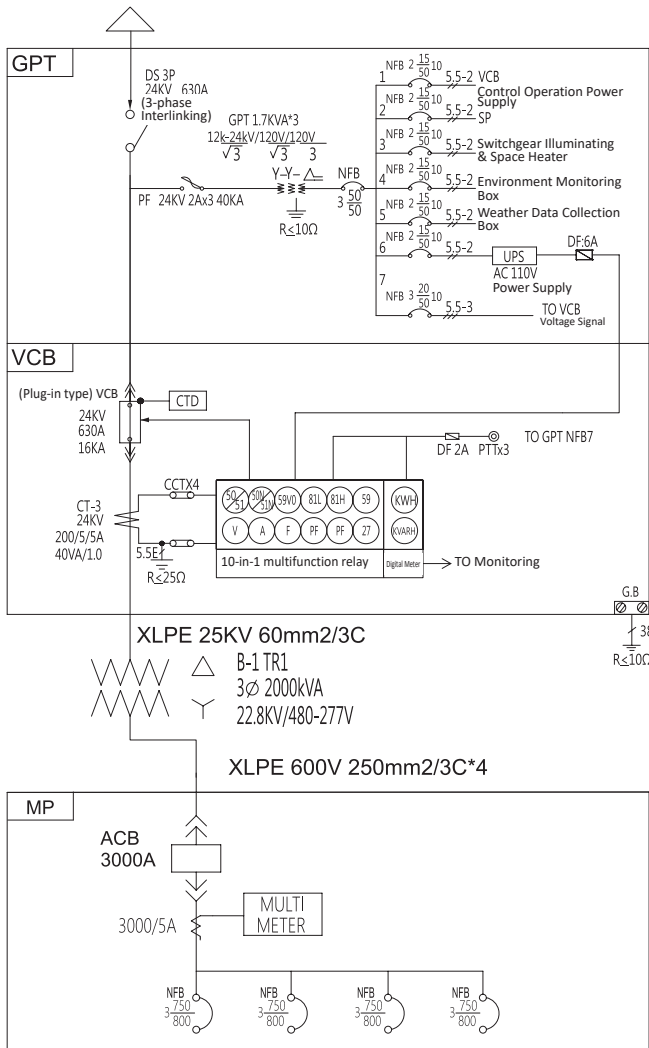 GPT
DS 3P
24KV 630A
(3-phase
Interlinking)
GPT 1.7KVA*3
12k-24kV/120V/120V
√3 √3 3
Y-Y-
PF 24KV 2Ax3 40KA
R≤10Ω
NFB
3 50/50
1 NFB 2 15/50 10 5.5-2 VCB
Control Operation Power
Supply
2 NFB 2 15/50 10 5.5-2 SP
3 NFB 2 15/50 10 5.5-2 Switchgear Illuminating
& Space Heater
4 NFB 2 15/50 10 5.5-2 Environment Monitoring
Box
5 NFB 2 15/50 10 5.5-2 Weather Data Collection
Box
6 NFB 2 15/50 10 5.5-2 UPS DF:6A
AC 110V
Power Supply
7 NFB 3 20/50 10 5.5-3 TO VCB
Voltage Signal
VCB
(Plug-in type) VCB
24KV
630A
16KA
CTD
DF 2A PTTx3 TO GPT NFB7
CCTX4
CT-3
24KV
200/5/5A
40VA/1.0
5.5E
R≤25Ω
50/51 50N/51N 59V0 81L 81H 59 KWH
V A F PF PF 27 KVARH
10-in-1 multifunction relay Digital Meter TO Monitoring
G.B
38
R≤10Ω
XLPE 25KV 60mm2/3C
B-1 TR1
3∅ 2000kVA
22.8KV/480-277V
XLPE 600V 250mm2/3C*4
MP
ACB
3000A
3000/5A
MULTI
METER
NFB NFB NFB NFB
3 750/800 3 750/800 3 750/800 3 750/800